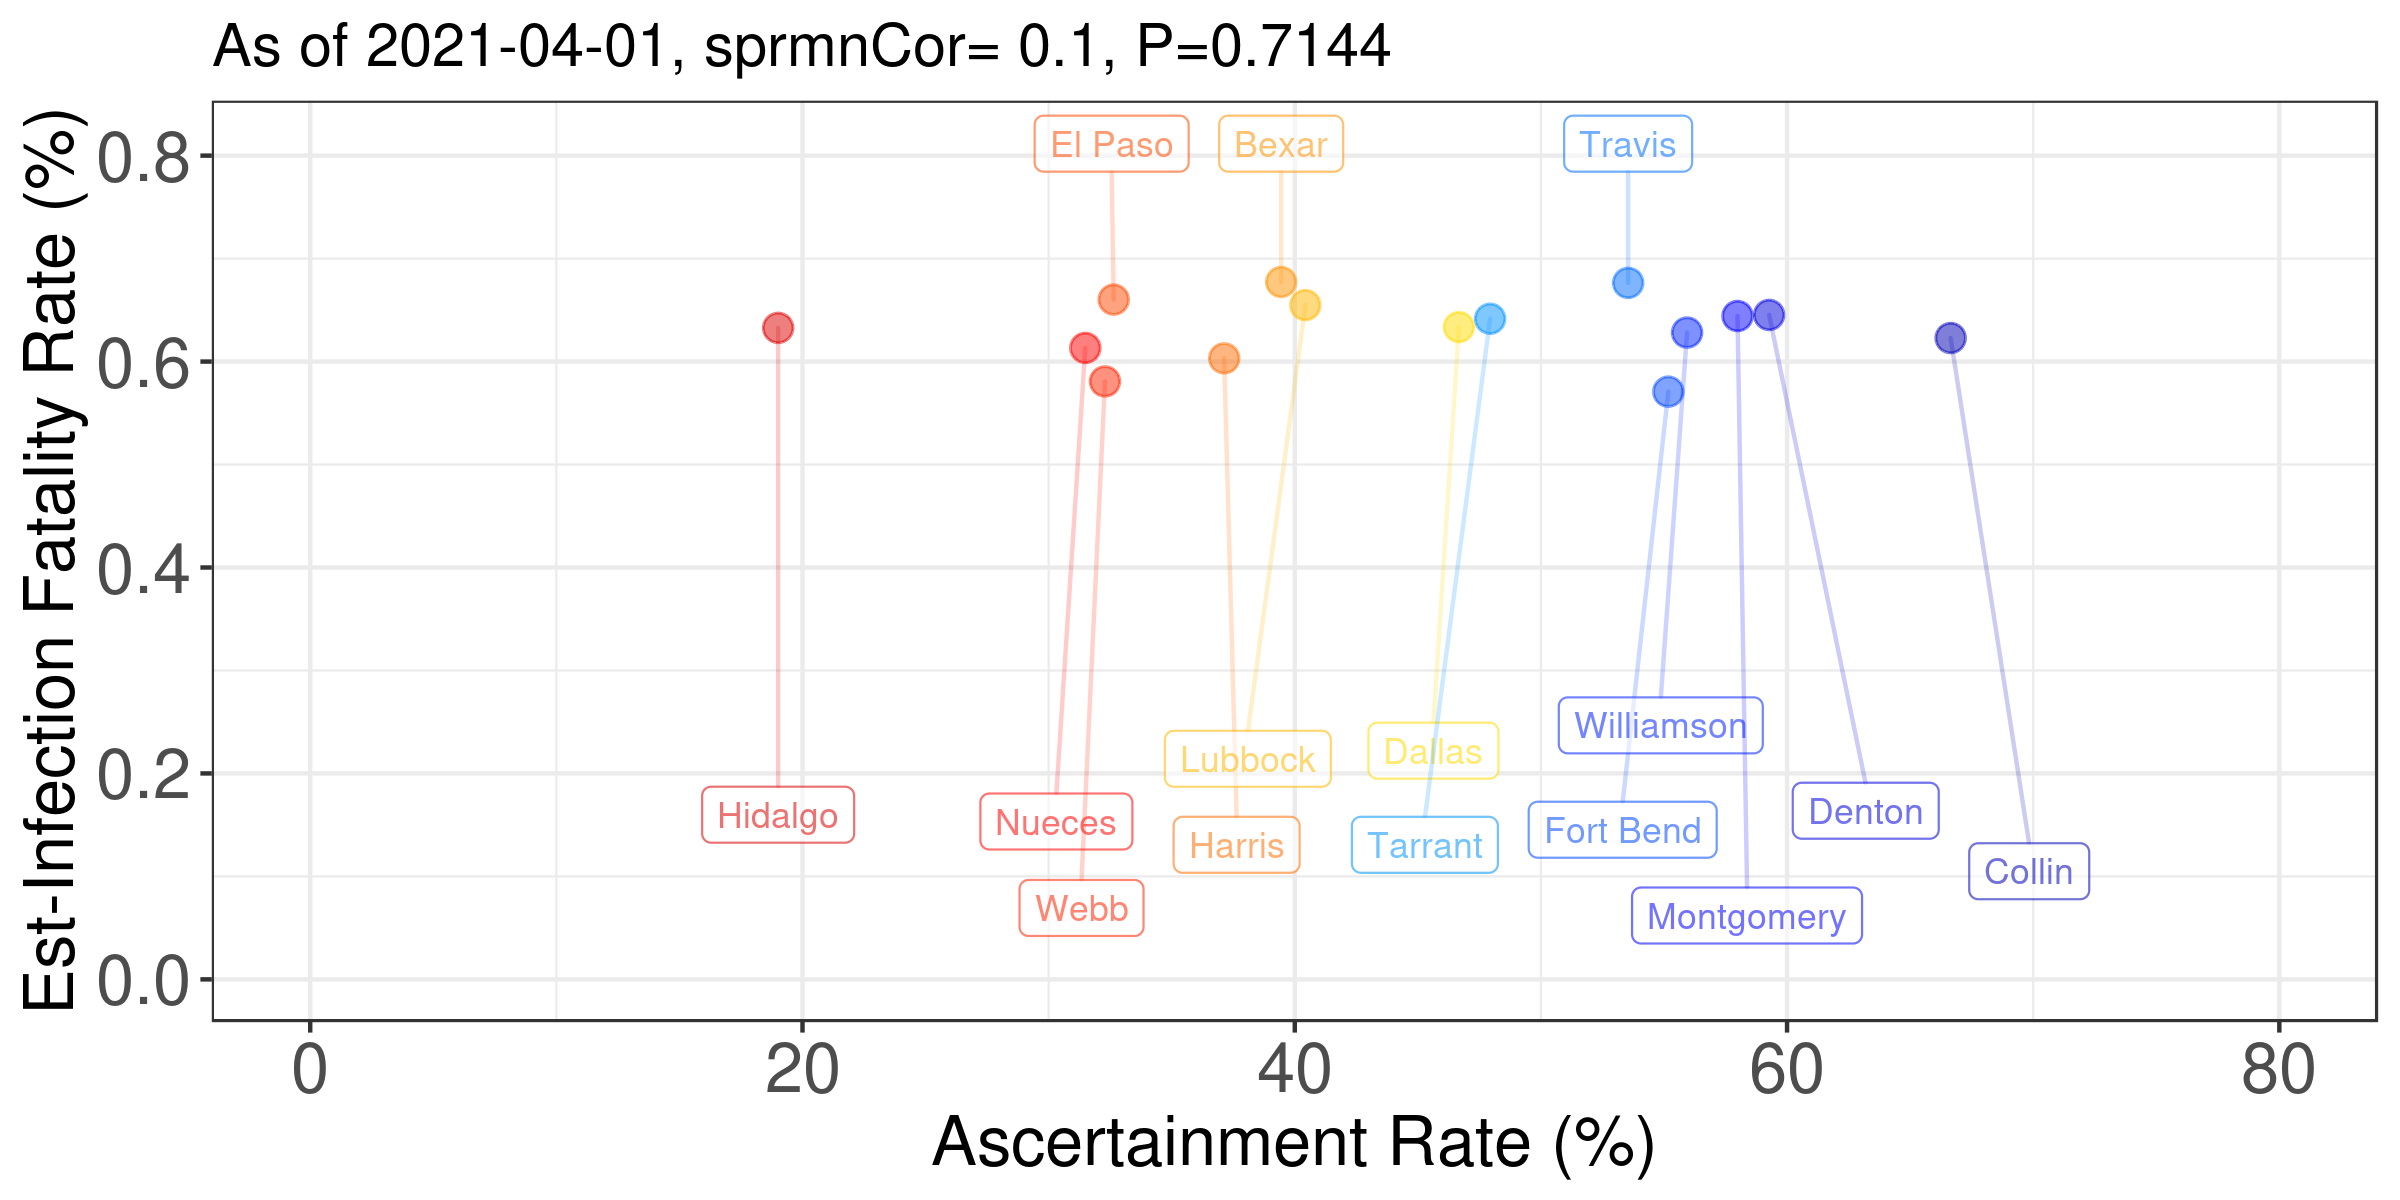 As of 2021-04-01, sprmnCor= 0.1, P=0.7144
Est-Infection Fatality Rate (%)
0.8
0.6
0.4
0.2
0.0
El Paso
Bexar
Travis
Williamson
Lubbock
Dallas
Hidalgo
Nueces
Harris
Tarrant
Fort Bend
Denton
Collin
Webb
Montgomery
0
20
40
60
80
Ascertainment Rate (%)